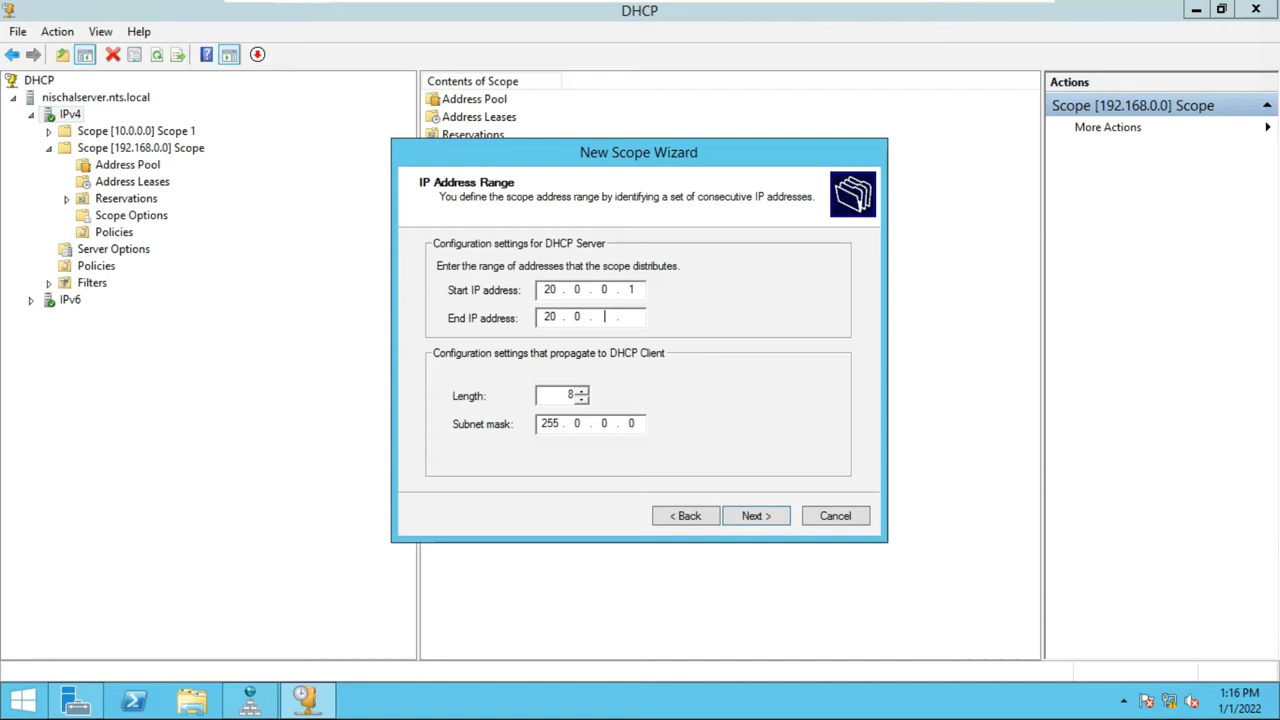 DHCP
File Action View Help
DHCP
nischalserver.nts.local
IPv4
Scope [10.0.0.0] Scope 1
Scope [192.168.0.0] Scope
Address Pool
Address Leases
Reservations
Scope Options
Policies
Server Options
Policies
Filters
IPv6
Contents of Scope
Address Pool
Address Leases
Reservations
New Scope Wizard
IP Address Range
You define the scope address range by identifying a set of consecutive IP addresses.
Configuration settings for DHCP Server
Enter the range of addresses that the scope distributes.
Start IP address: 20 . 0 . 0 . 1
End IP address: 20 . 0 . .
Configuration settings that propagate to DHCP Client
Length: 8
Subnet mask: 255 . 0 . 0 . 0
< Back Next > Cancel
Actions
Scope [192.168.0.0] Scope
More Actions
1:16 PM
1/1/2022